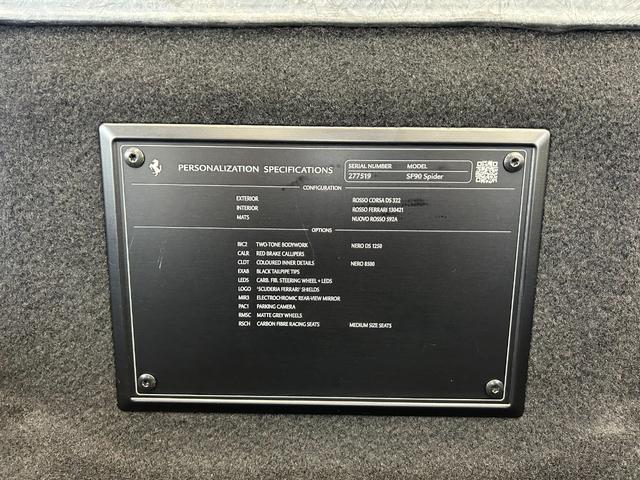 PERSONALIZATION SPECIFICATIONS
SERIAL NUMBER MODEL
277519 SF90 Spider
CONFIGURATION
EXTERIOR ROSSO CORSA DS 322
INTERIOR ROSSO FERRARI 130421
MATS NUOVO ROSSO 592A
OPTIONS
BIC2 TWO-TONE BODYWORK NERO DS 1250
CALR RED BRAKE CALLIPERS
CLDT COLOURED INNER DETAILS NERO 8500
EXAB BLACK TAILPIPE TIPS
LEDS CARB. FIB. STEERING WHEEL + LEDS
LOGO "SCUDERIA FERRARI" SHIELDS
MIR3 ELECTROCHROMIC REAR-VIEW MIRROR
PAC1 PARKING CAMERA
RMSC MATTE GREY WHEELS
RSCH CARBON FIBRE RACING SEATS MEDIUM SIZE SEATS